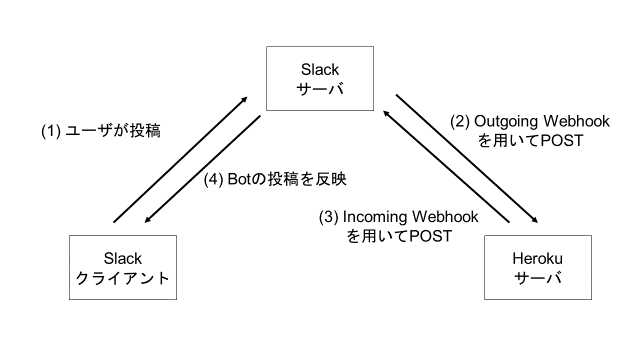 Slack
サーバ
(1) ユーザが投稿
(2) Outgoing Webhook
を用いてPOST
(4) Botの投稿を反映
(3) Incoming Webhook
を用いてPOST
Slack
クライアント
Heroku
サーバ